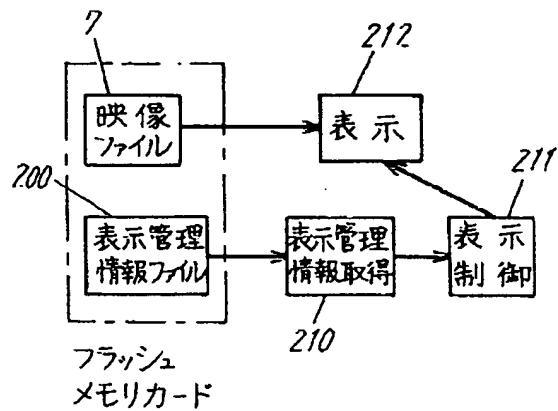 7
映像
ファイル
212
表示
200
表示管理
情報ファイル
表示管理
情報取得
210
211
表示
制御
フラッシュ
メモリカード